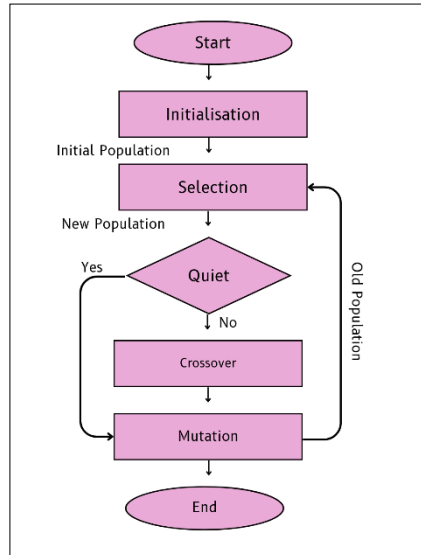 Start
Initialisation
Initial Population
Selection
New Population
Yes
Quiet
Old Population
No
Crossover
Mutation
End